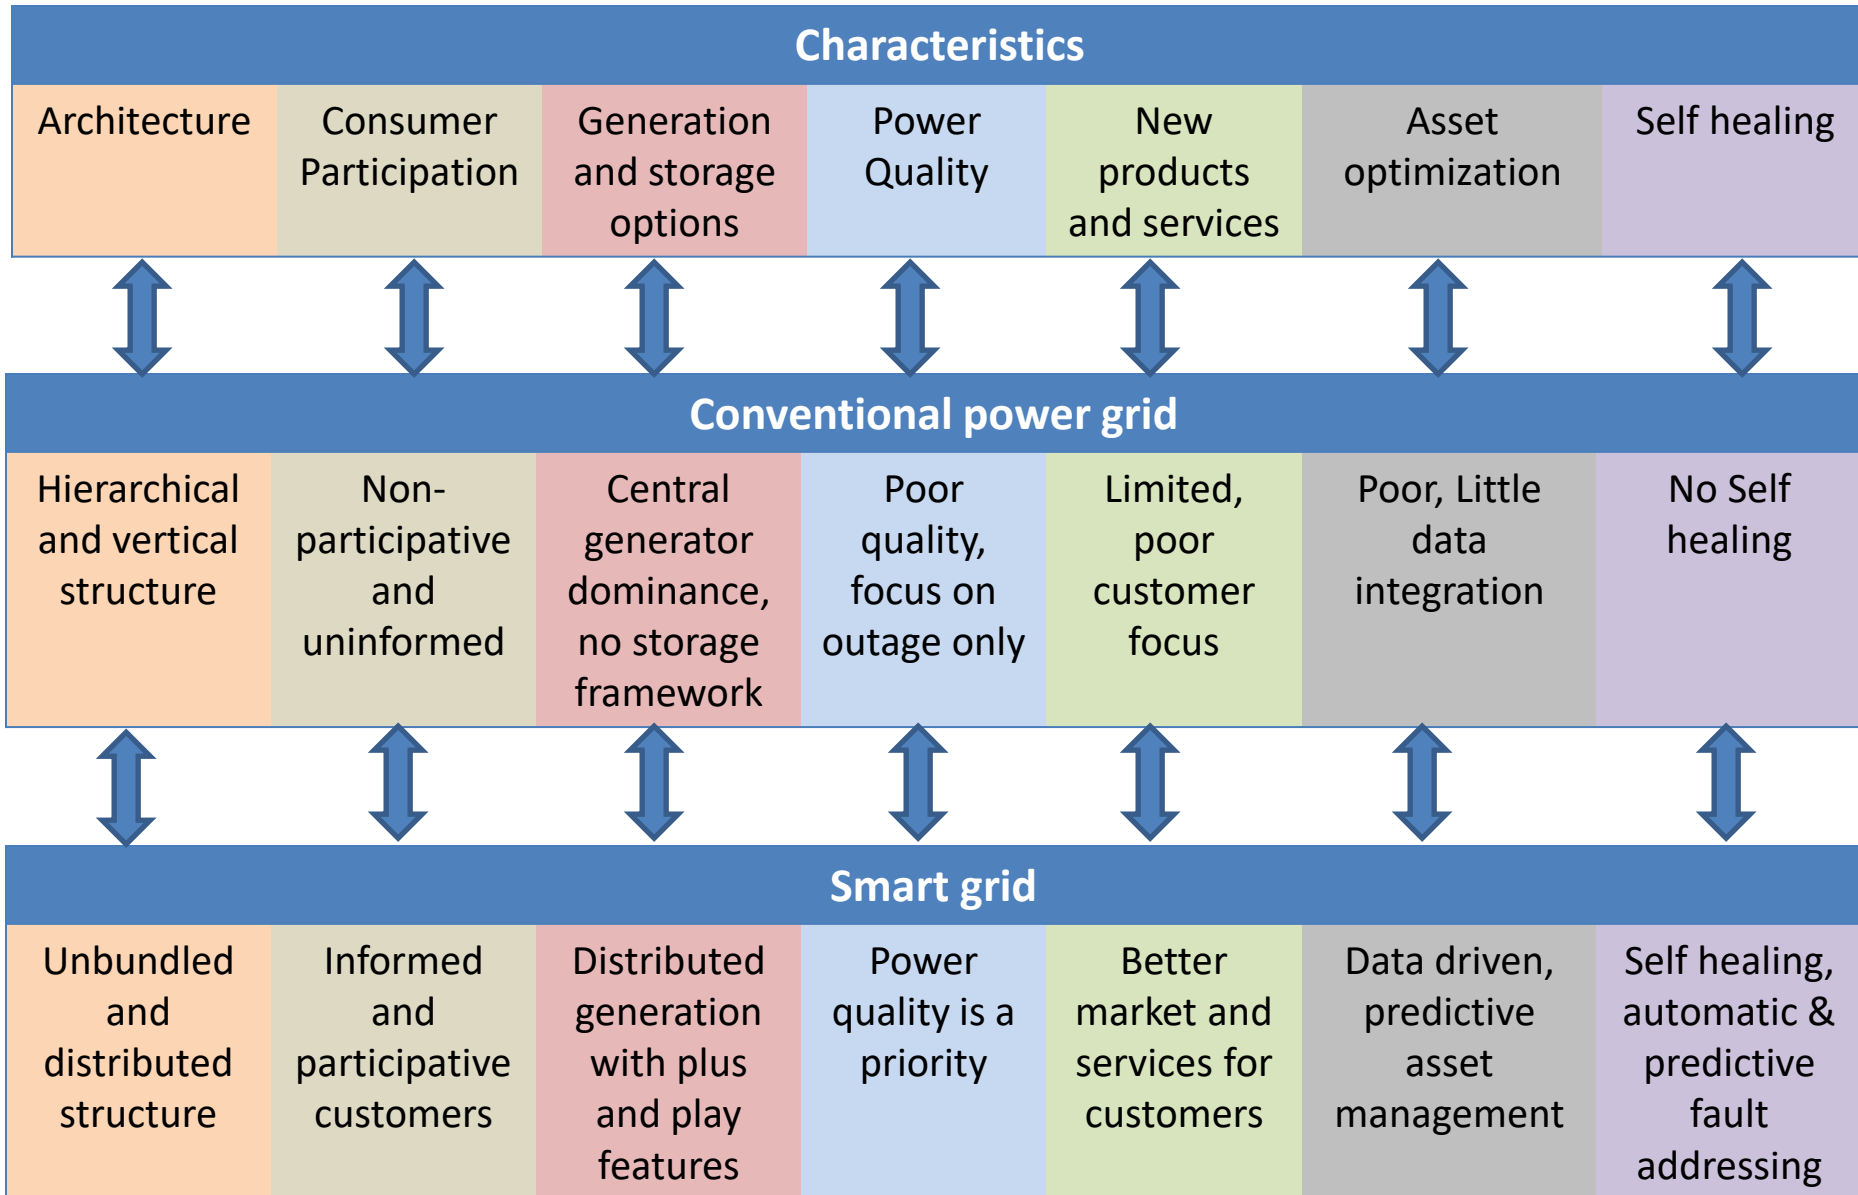 Characteristics
Architecture
Consumer
Participation
Generation
and storage
options
Power
Quality
New
products
and services
Asset
optimization
Self healing
Conventional power grid
Hierarchical
and vertical
structure
Non-
participative
and
uninformed
Central
generator
dominance,
no storage
framework
Poor
quality,
focus on
outage only
Limited,
poor
customer
focus
Poor, Little
data
integration
No Self
healing
Smart grid
Unbundled
and
distributed
structure
Informed
and
participative
customers
Distributed
generation
with plus
and play
features
Power
quality is a
priority
Better
market and
services for
customers
Data driven,
predictive
asset
management
Self healing,
automatic &
predictive
fault
addressing